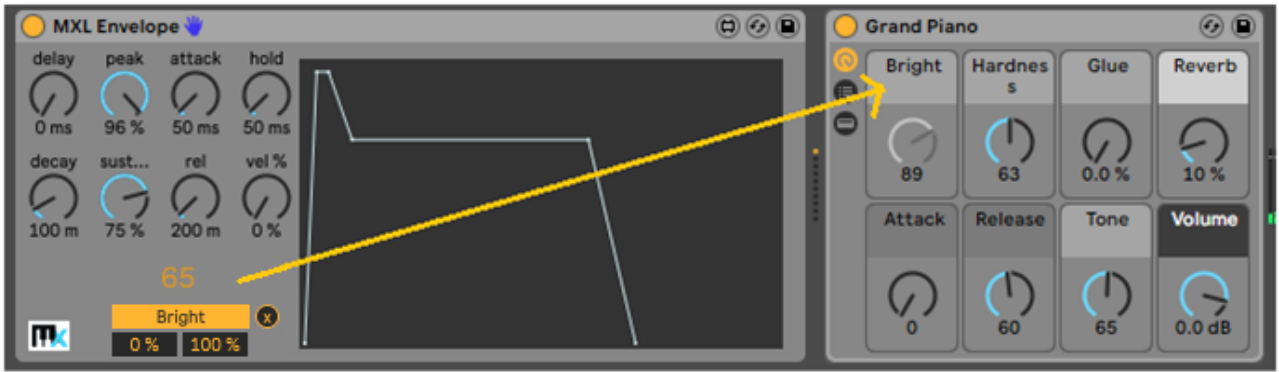 MXL Envelope
delay peak attack hold
0 ms 96 % 50 ms 50 ms
decay sust... rel vel %
100 m 75 % 200 m 0 %
65
Bright x
0 % 100 %
mx
Grand Piano
Bright Hardnes Glue Reverb
s
89 63 0.0 % 10 %
Attack Release Tone Volume
0 60 65 0.0 dB